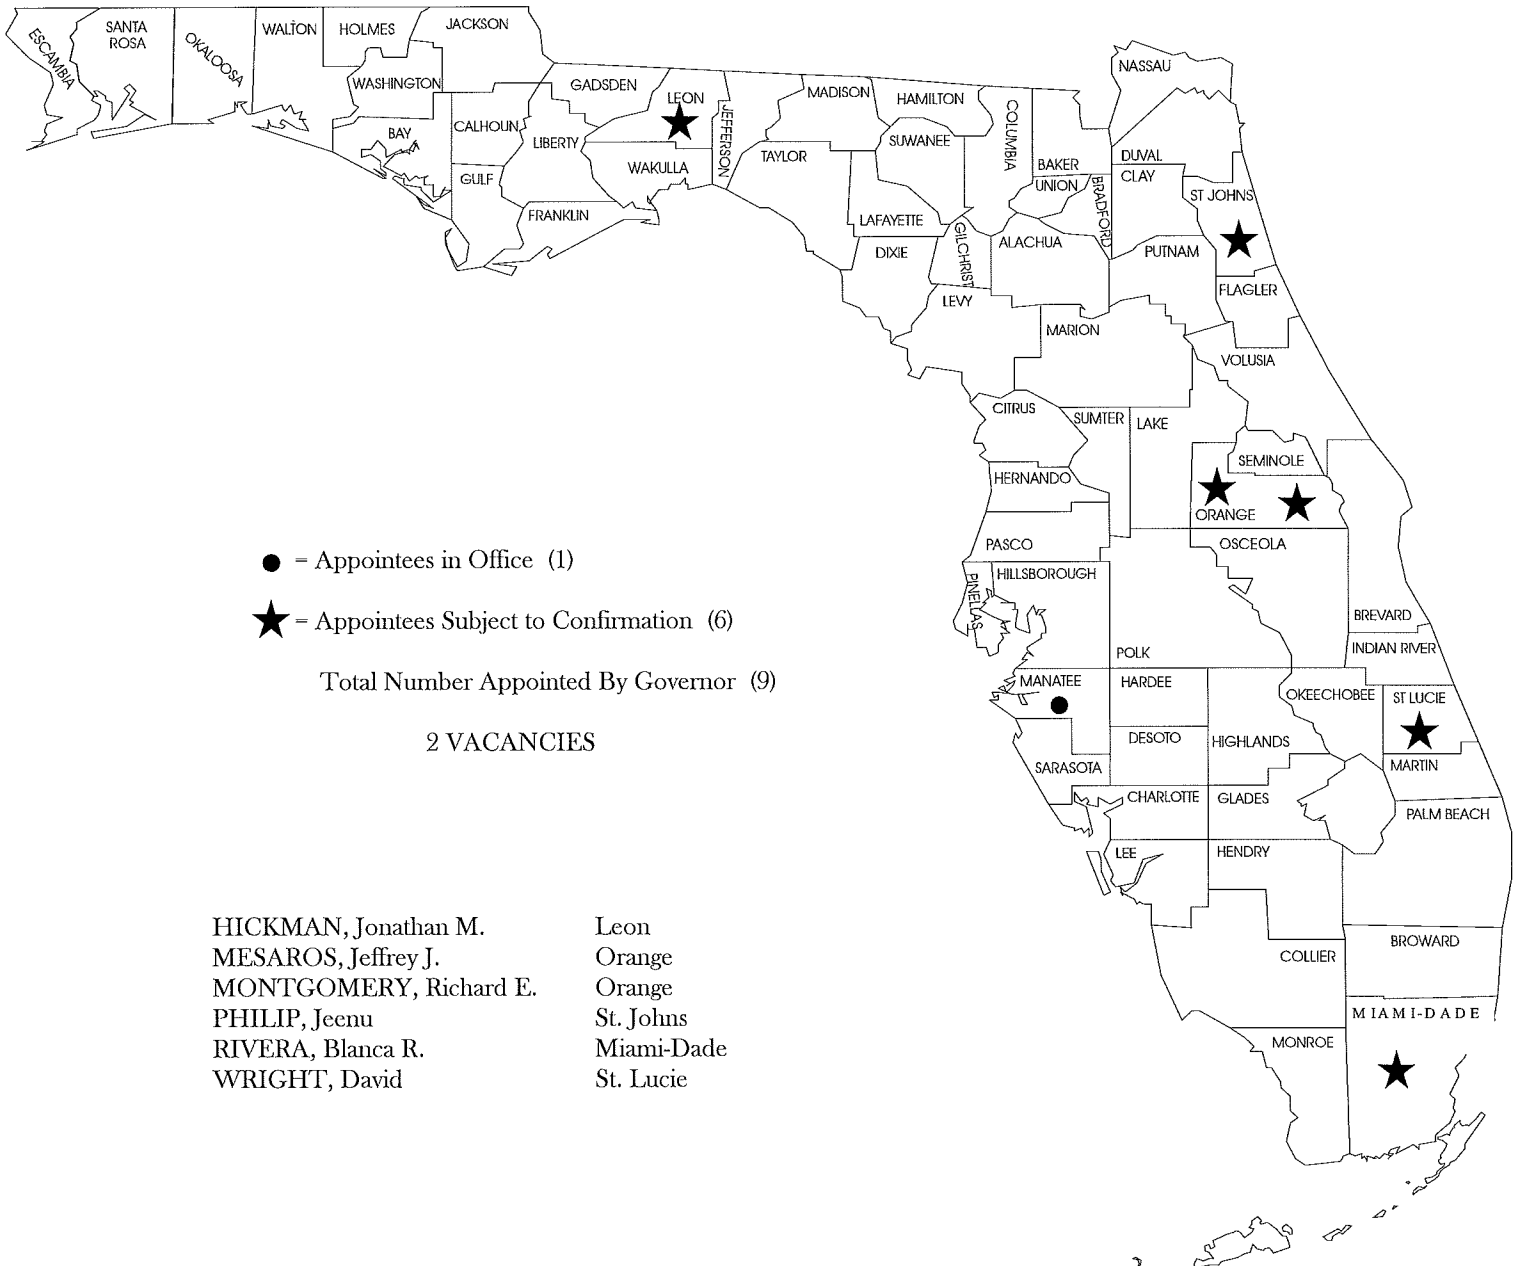 ESCAMBIA
SANTA
ROSA
OKALOOSA
WALTON
HOLMES
JACKSON
WASHINGTON
BAY
CALHOUN
GULF
LIBERTY
GADSDEN
FRANKLIN
LEON
WAKULLA
JEFFERSON
TAYLOR
MADISON
HAMILTON
SUWANEE
LAFAYETTE
DIXIE
GILCHRIST
COLUMBIA
BAKER
UNION
BRADFORD
ALACHUA
LEVY
NASSAU
DUVAL
CLAY
ST JOHNS
PUTNAM
FLAGLER
MARION
VOLUSIA
CITRUS
SUMTER
LAKE
SEMINOLE
HERNANDO
ORANGE
PASCO
OSCEOLA
HILLSBOROUGH
PINELLAS
BREVARD
POLK
INDIAN RIVER
MANATEE
HARDEE
OKEECHOBEE
ST LUCIE
DESOTO
HIGHLANDS
SARASOTA
MARTIN
CHARLOTTE
GLADES
PALM BEACH
LEE
HENDRY
BROWARD
COLLIER
MIAMI-DADE
MONROE
= Appointees in Office (1)
= Appointees Subject to Confirmation (6)
Total Number Appointed By Governor (9)
2 VACANCIES
HICKMAN, Jonathan M. Leon
MESAROS, Jeffrey J. Orange
MONTGOMERY, Richard E. Orange
PHILIP, Jeenu St. Johns
RIVERA, Blanca R. Miami-Dade
WRIGHT, David St. Lucie